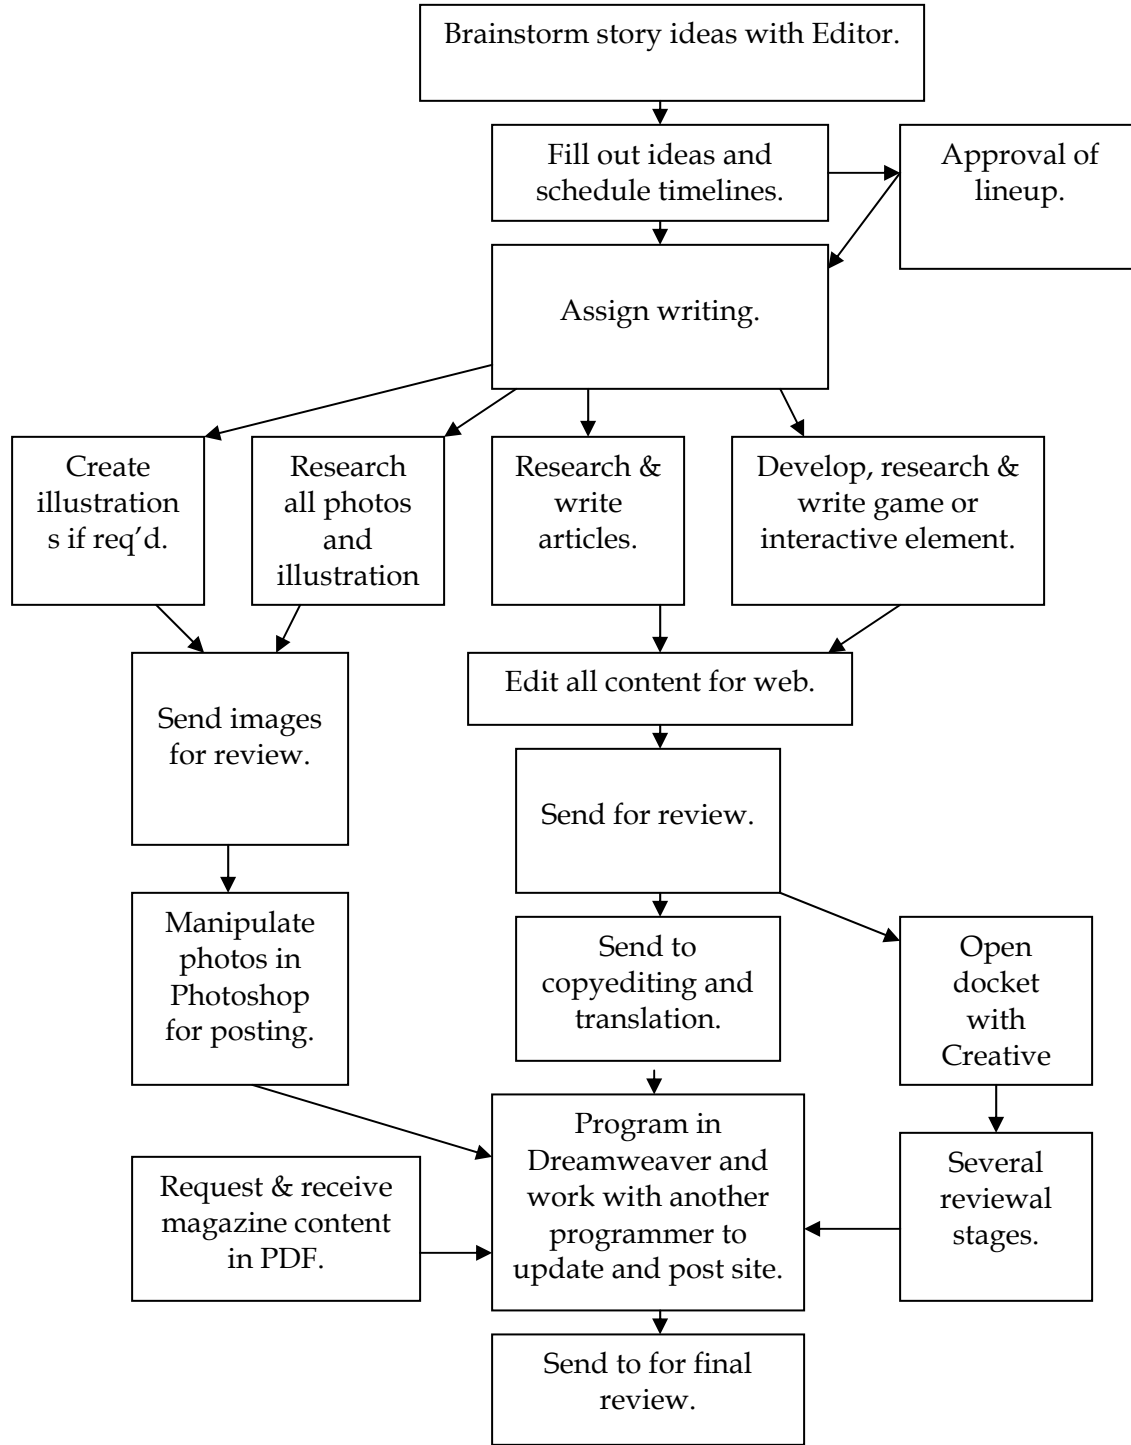 Brainstorm story ideas with Editor.
Fill out ideas and
schedule timelines.
Approval of
lineup.
Assign writing.
Create
illustration
s if req’d.
Research
all photos
and
illustration
Research &
write
articles.
Develop, research &
write game or
interactive element.
Send images
for review.
Edit all content for web.
Send for review.
Manipulate
photos in
Photoshop
for posting.
Send to
copyediting and
translation.
Open
docket
with
Creative
Request & receive
magazine content
in PDF.
Program in
Dreamweaver and
work with another
programmer to
update and post site.
Several
reviewal
stages.
Send to for final
review.